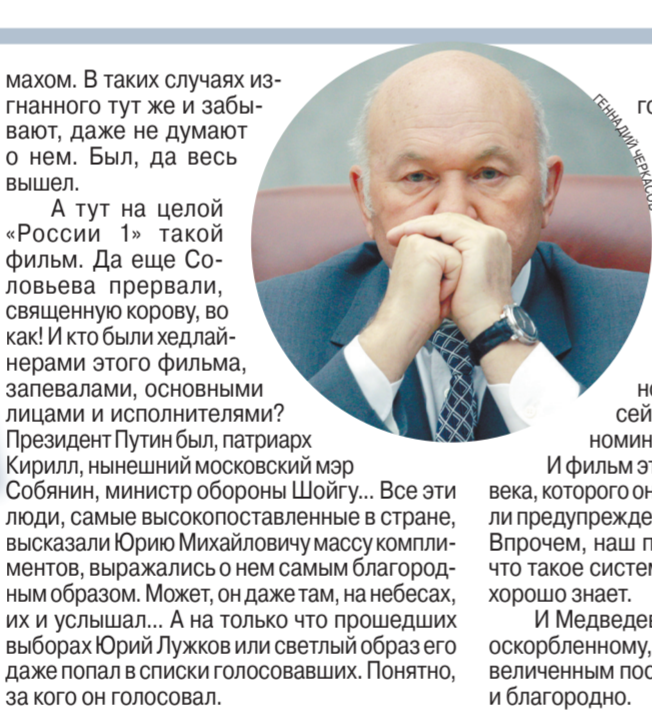 махом. В таких случаях из-
гнанного тут же и забы-
вают, даже не думают
о нем. Был, да весь
вышел.
А тут на целой
«России 1» такой
фильм. Да еще Со-
ловьева прервали,
священную корову, во
как! И кто были хедлай-
нерами этого фильма,
запевалами, основными
лицами и исполнителями?
Президент Путин был, патриарх
Кирилл, нынешний московский мэр
Собянин, министр обороны Шойгу... Все эти
люди, самые высокопоставленные в стране,
высказали Юрию Михайловичу массу компли-
ментов, выражались о нем самым благород-
ным образом. Может, он даже там, на небесах,
их и услышал... А на только что прошедших
выборах Юрий Лужков или светлый образ его
даже попал в списки голосовавших. Понятно,
за кого он голосовал.
ГЕННАДИЙ ЧЕРКАСОВ
го
но
сей
номин
И фильм эт
века, которого он
ли предупрежде
Впрочем, наш п
что такое систем
хорошо знает.
И Медведев
оскорбленному,
величенным пос
и благородно.